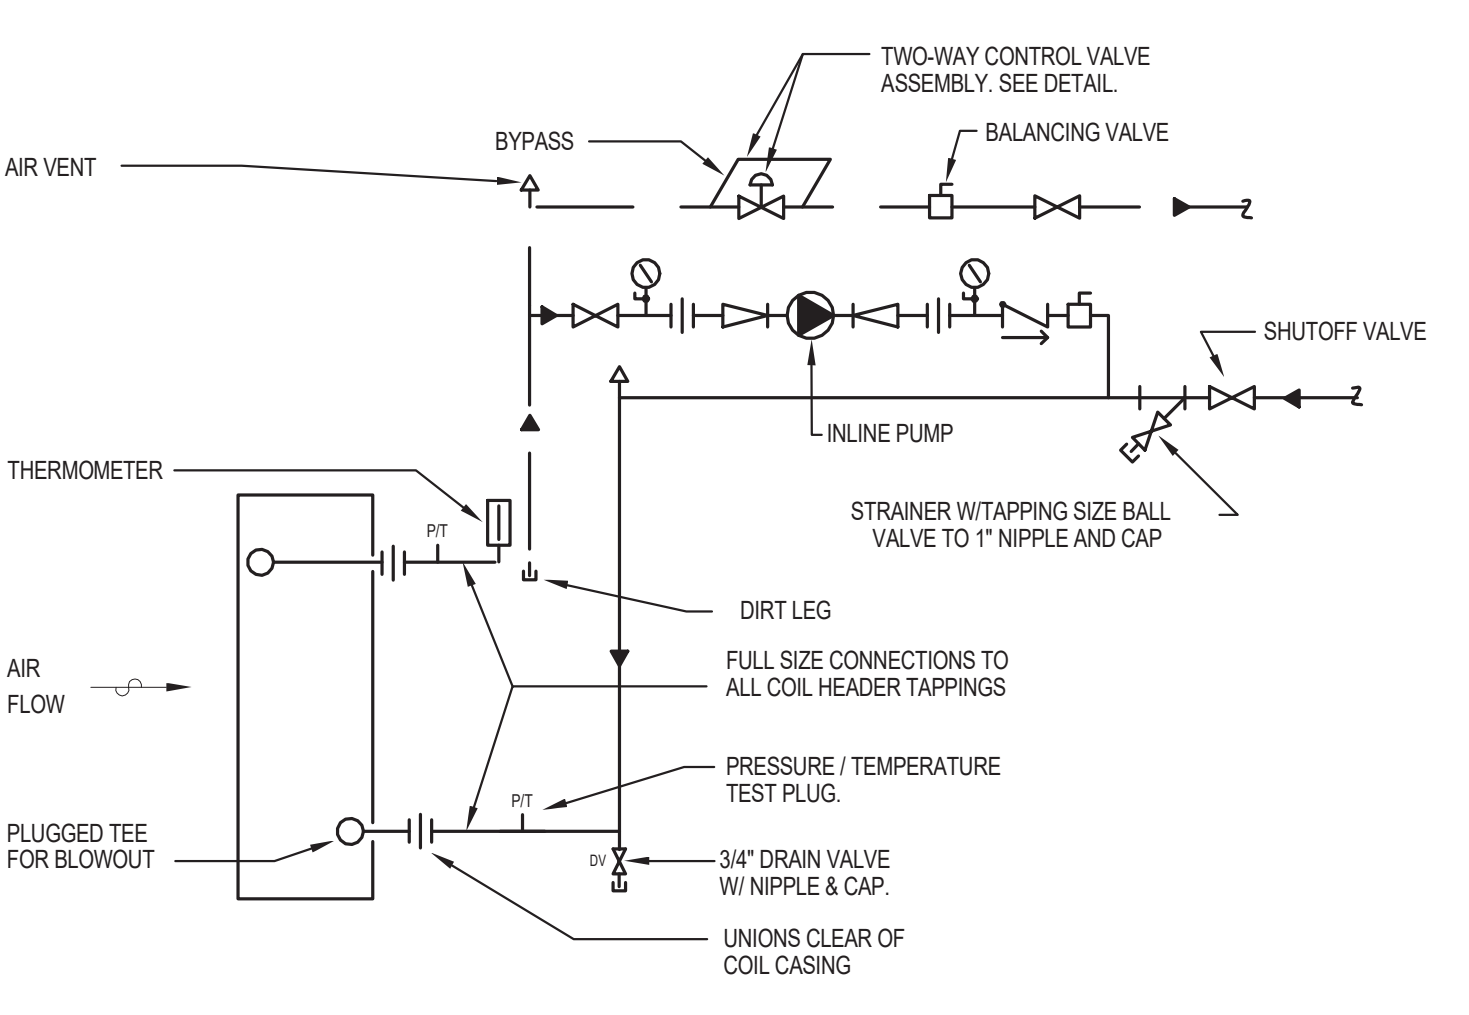 TWO-WAY CONTROL VALVE
ASSEMBLY. SEE DETAIL.
BYPASS
BALANCING VALVE
AIR VENT
SHUTOFF VALVE
INLINE PUMP
THERMOMETER
P/T
STRAINER W/TAPPING SIZE BALL
VALVE TO 1" NIPPLE AND CAP
DIRT LEG
AIR
FLOW
FULL SIZE CONNECTIONS TO
ALL COIL HEADER TAPPINGS
PRESSURE / TEMPERATURE
TEST PLUG.
P/T
PLUGGED TEE
FOR BLOWOUT
DV
3/4" DRAIN VALVE
W/ NIPPLE & CAP.
UNIONS CLEAR OF
COIL CASING